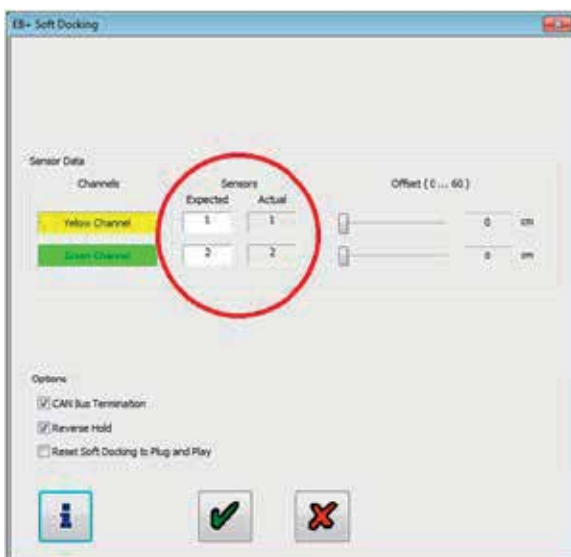 EB+ Soft Docking
Sensor Data
Channels Sensors Offset ( 0 ... 60 )
Expected Actual
Yellow Channel 1 1 0 cm
Green Channel 2 2 0 cm
Options
CAN Bus Termination
Reverse Hold
Reset Soft Docking to Plug and Play
i